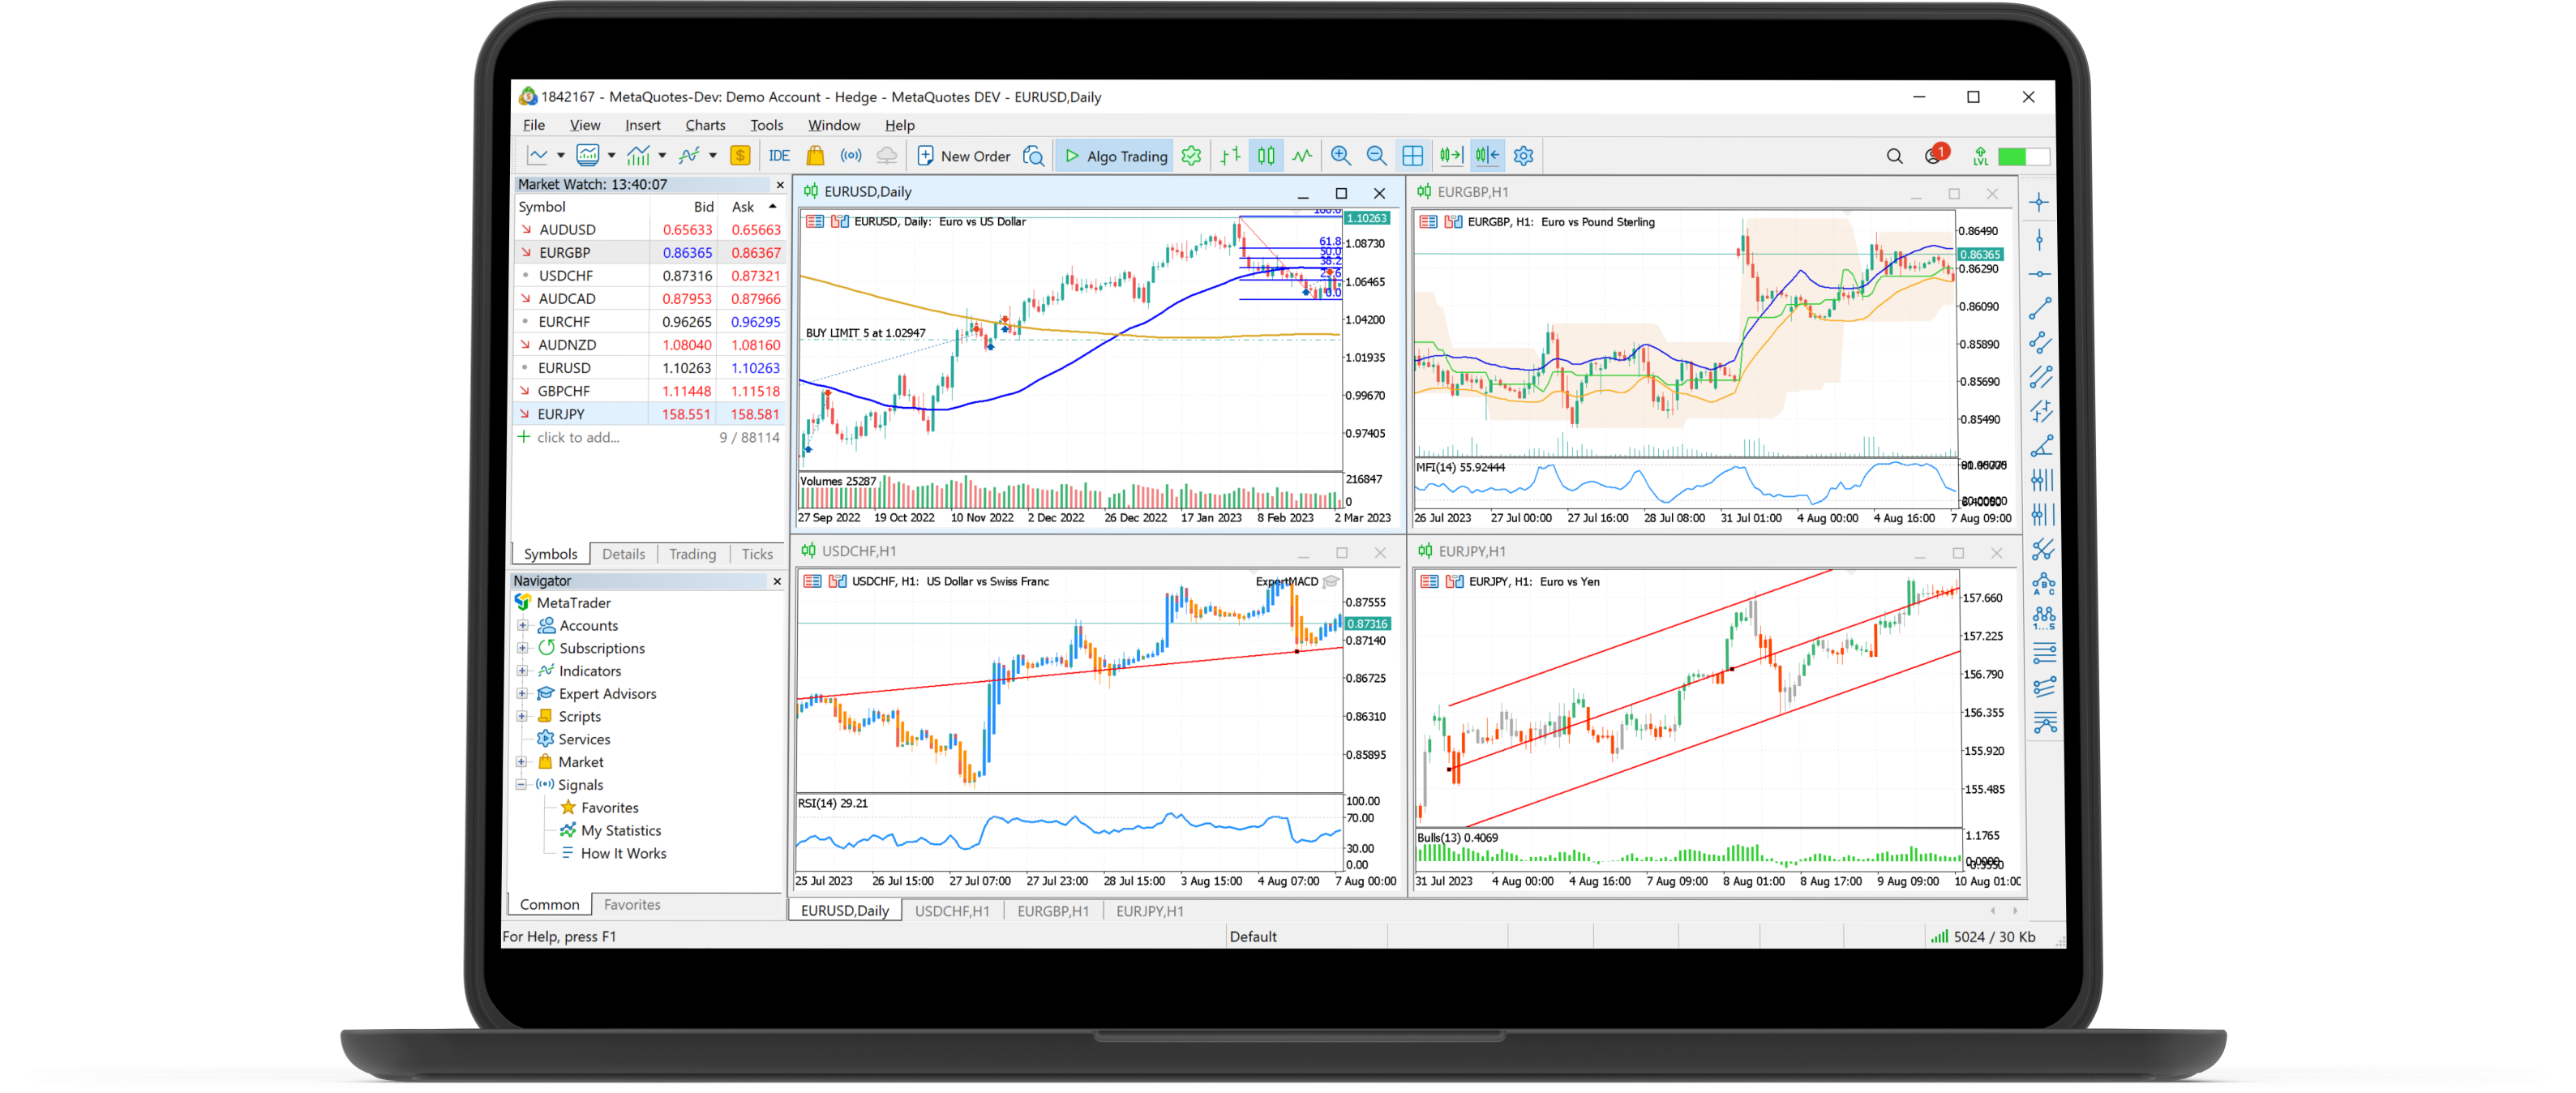 1842167 - MetaQuotes-Dev: Demo Account - Hedge - MetaQuotes DEV - EURUSD,Daily
File View Insert Charts Tools Window Help
IDE New Order Algo Trading 1 LVL
Market Watch: 13:40:07
Symbol Bid Ask
AUDUSD 0.65633 0.65663
EURGBP 0.86365 0.86367
USDCHF 0.87316 0.87321
AUDCAD 0.87953 0.87966
EURCHF 0.96265 0.96295
AUDNZD 1.08040 1.08160
EURUSD 1.10263 1.10263
GBPCHF 1.11448 1.11518
EURJPY 158.551 158.581
click to add... 9 / 88114
Symbols Details Trading Ticks
Navigator
MetaTrader
Accounts
Subscriptions
Indicators
Expert Advisors
Scripts
Services
Market
Signals
Favorites
My Statistics
How It Works
Common Favorites
EURUSD,Daily
EURUSD, Daily: Euro vs US Dollar
100.0
61.8
50.0
38.2
0.0
BUY LIMIT 5 at 1.02947
1.10263
1.08730
1.06465
1.04200
1.01935
0.99670
0.97405
Volumes 25287
216847
0
27 Sep 2022 19 Oct 2022 10 Nov 2022 2 Dec 2022 26 Dec 2022 17 Jan 2023 8 Feb 2023 2 Mar 2023
EURGBP,H1
EURGBP, H1: Euro vs Pound Sterling
0.86490
0.86365
0.86290
0.86090
0.85890
0.85690
0.85490
MFI(14) 55.92444
26 Jul 2023 27 Jul 00:00 27 Jul 16:00 28 Jul 08:00 31 Jul 01:00 4 Aug 00:00 4 Aug 16:00 7 Aug 09:00
USDCHF,H1
USDCHF, H1: US Dollar vs Swiss Franc
ExpertMACD
0.87555
0.87316
0.87140
0.86725
0.86310
0.85895
RSI(14) 29.21
100.00
70.00
30.00
0.00
25 Jul 2023 26 Jul 15:00 27 Jul 07:00 27 Jul 23:00 28 Jul 15:00 3 Aug 15:00 4 Aug 07:00 7 Aug 00:00
EURJPY,H1
EURJPY, H1: Euro vs Yen
157.660
157.225
156.790
156.355
155.920
155.485
Bulls(13) 0.4069
1.1765
31 Jul 2023 4 Aug 00:00 4 Aug 16:00 7 Aug 09:00 8 Aug 01:00 8 Aug 17:00 9 Aug 09:00 10 Aug 01:00
A B C
1...5
EURUSD,Daily USDCHF,H1 EURGBP,H1 EURJPY,H1
For Help, press F1 Default 5024 / 30 Kb